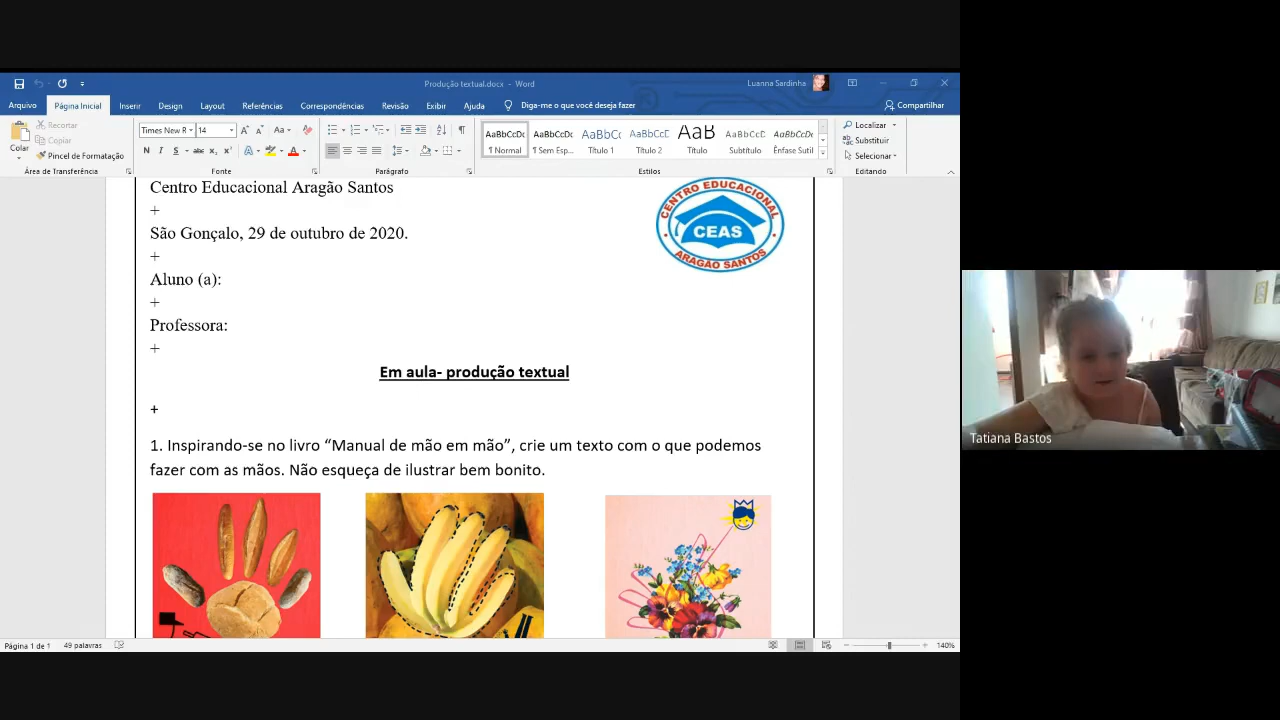 Produção textual.docx - Word
Luanna Sardinha
Arquivo
Página Inicial
Inserir
Design
Layout
Referências
Correspondências
Revisão
Exibir
Ajuda
Diga-me o que você deseja fazer
Compartilhar
Colar
Recortar
Copiar
Pincel de Formatação
Área de Transferência
Times New R
14
Aa
N I S abc x₂ x²
Fonte
Parágrafo
AaBbCcDc
¶ Normal
AaBbCcDc
¶ Sem Esp...
AaBbCc
Título 1
AaBbCcD
Título 2
AaB
Título
AaBbCcD
Subtítulo
AaBbCcDc
Ênfase Sutil
Estilos
Localizar
Substituir
Selecionar
Editando
Centro Educacional Aragão Santos
+
São Gonçalo, 29 de outubro de 2020.
+
Aluno (a):
+
Professora:
+
CENTRO EDUCACIONAL
CEAS
ARAGÃO SANTOS
Em aula- produção textual
+
1. Inspirando-se no livro “Manual de mão em mão”, crie um texto com o que podemos
fazer com as mãos. Não esqueça de ilustrar bem bonito.
Página 1 de 1
49 palavras
140%
Tatiana Bastos